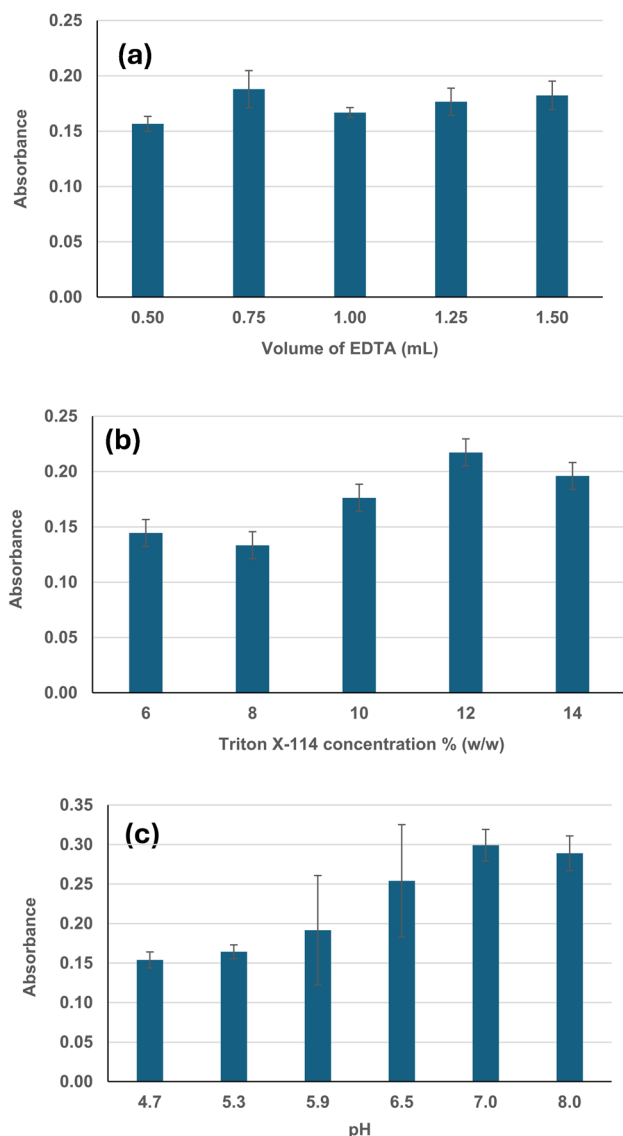 0.25
(a)
0.20
0.15
0.10
0.05
0.00
Absorbance
0.50 0.75 1.00 1.25 1.50
Volume of EDTA (mL)
0.25
(b)
0.20
0.15
0.10
0.05
0.00
Absorbance
6 8 10 12 14
Triton X-114 concentration % (w/w)
0.35
(c)
0.30
0.25
0.20
0.15
0.10
0.05
0.00
Absorbance
4.7 5.3 5.9 6.5 7.0 8.0
pH